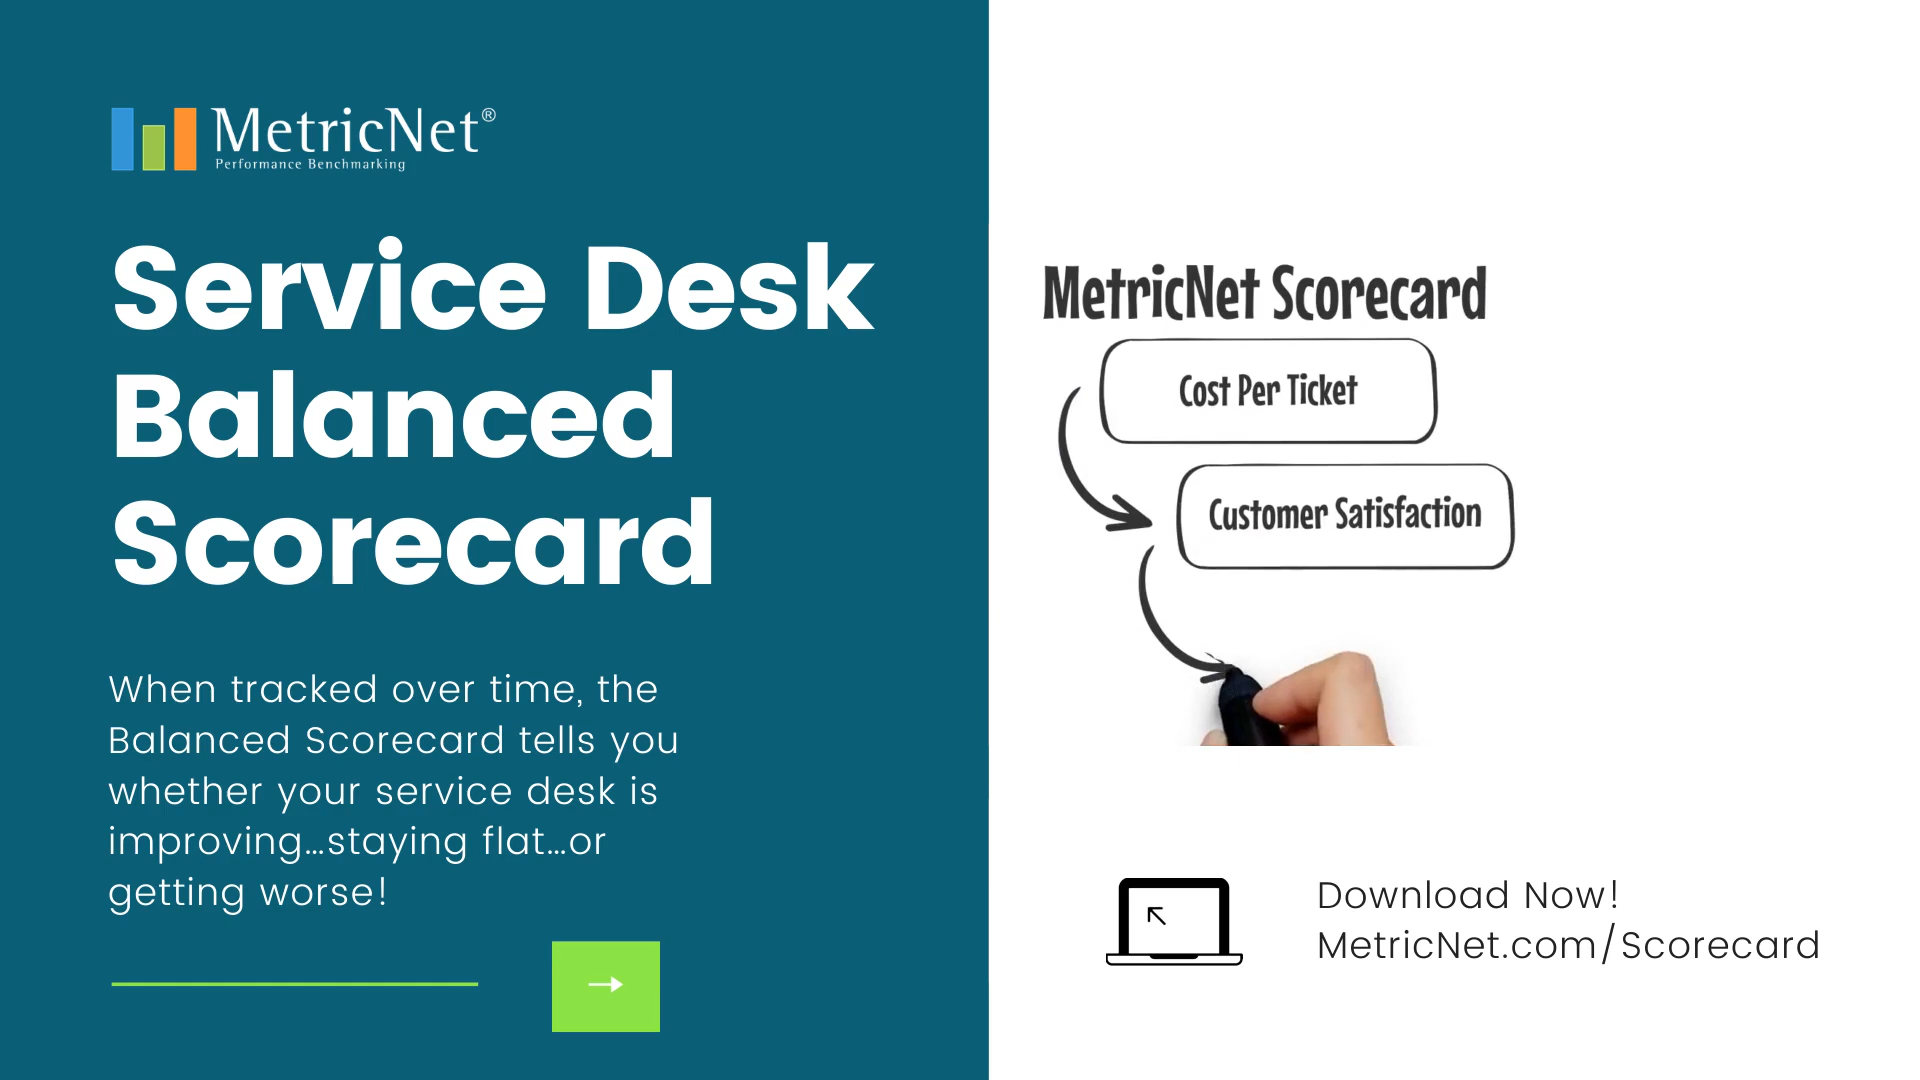 MetricNet®
Performance Benchmarking
Service Desk
Balanced
Scorecard
When tracked over time, the
Balanced Scorecard tells you
whether your service desk is
improving...staying flat...or
getting worse!
MetricNet Scorecard
Cost Per Ticket
Customer Satisfaction
Download Now!
MetricNet.com/Scorecard